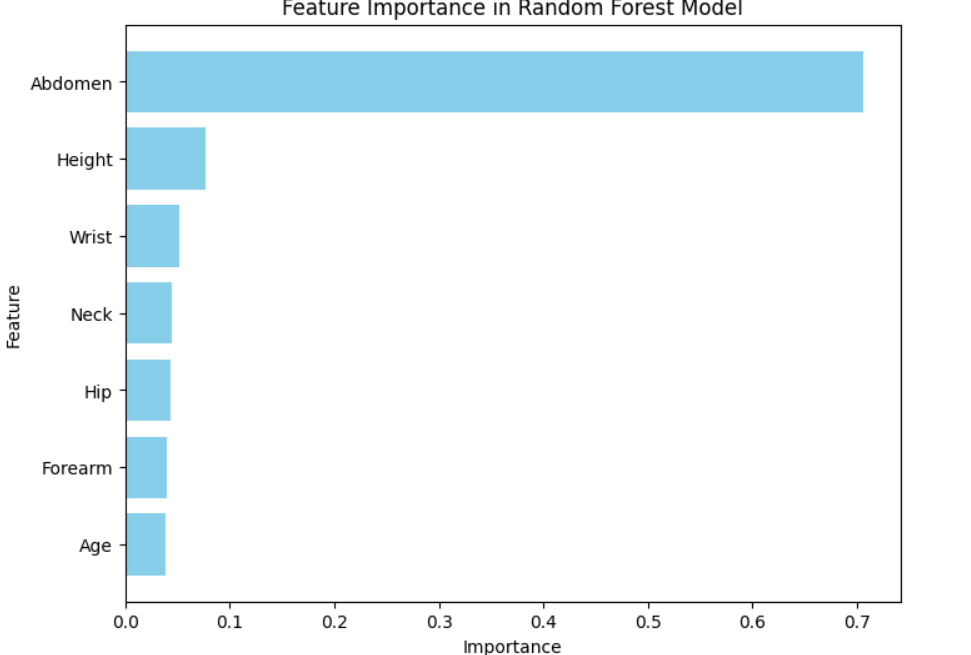 Feature Importance in Random Forest Model
Abdomen
Height
Wrist
Neck
Hip
Forearm
Age
Feature
0.0 0.1 0.2 0.3 0.4 0.5 0.6 0.7
Importance